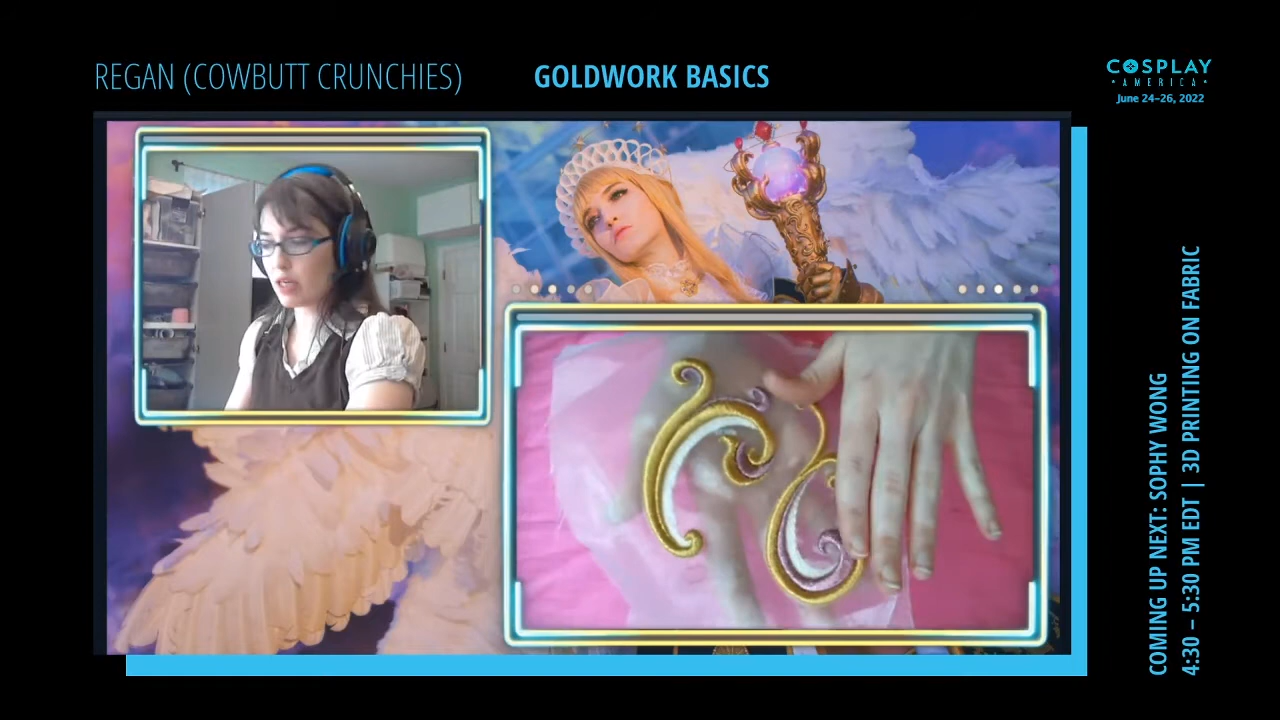 REGAN (COWBUTT CRUNCHIES)
GOLDWORK BASICS
COSPLAY
AMERICA
June 24-26, 2022
COMING UP NEXT: SOPHY WONG
4:30 – 5:30 PM EDT | 3D PRINTING ON FABRIC